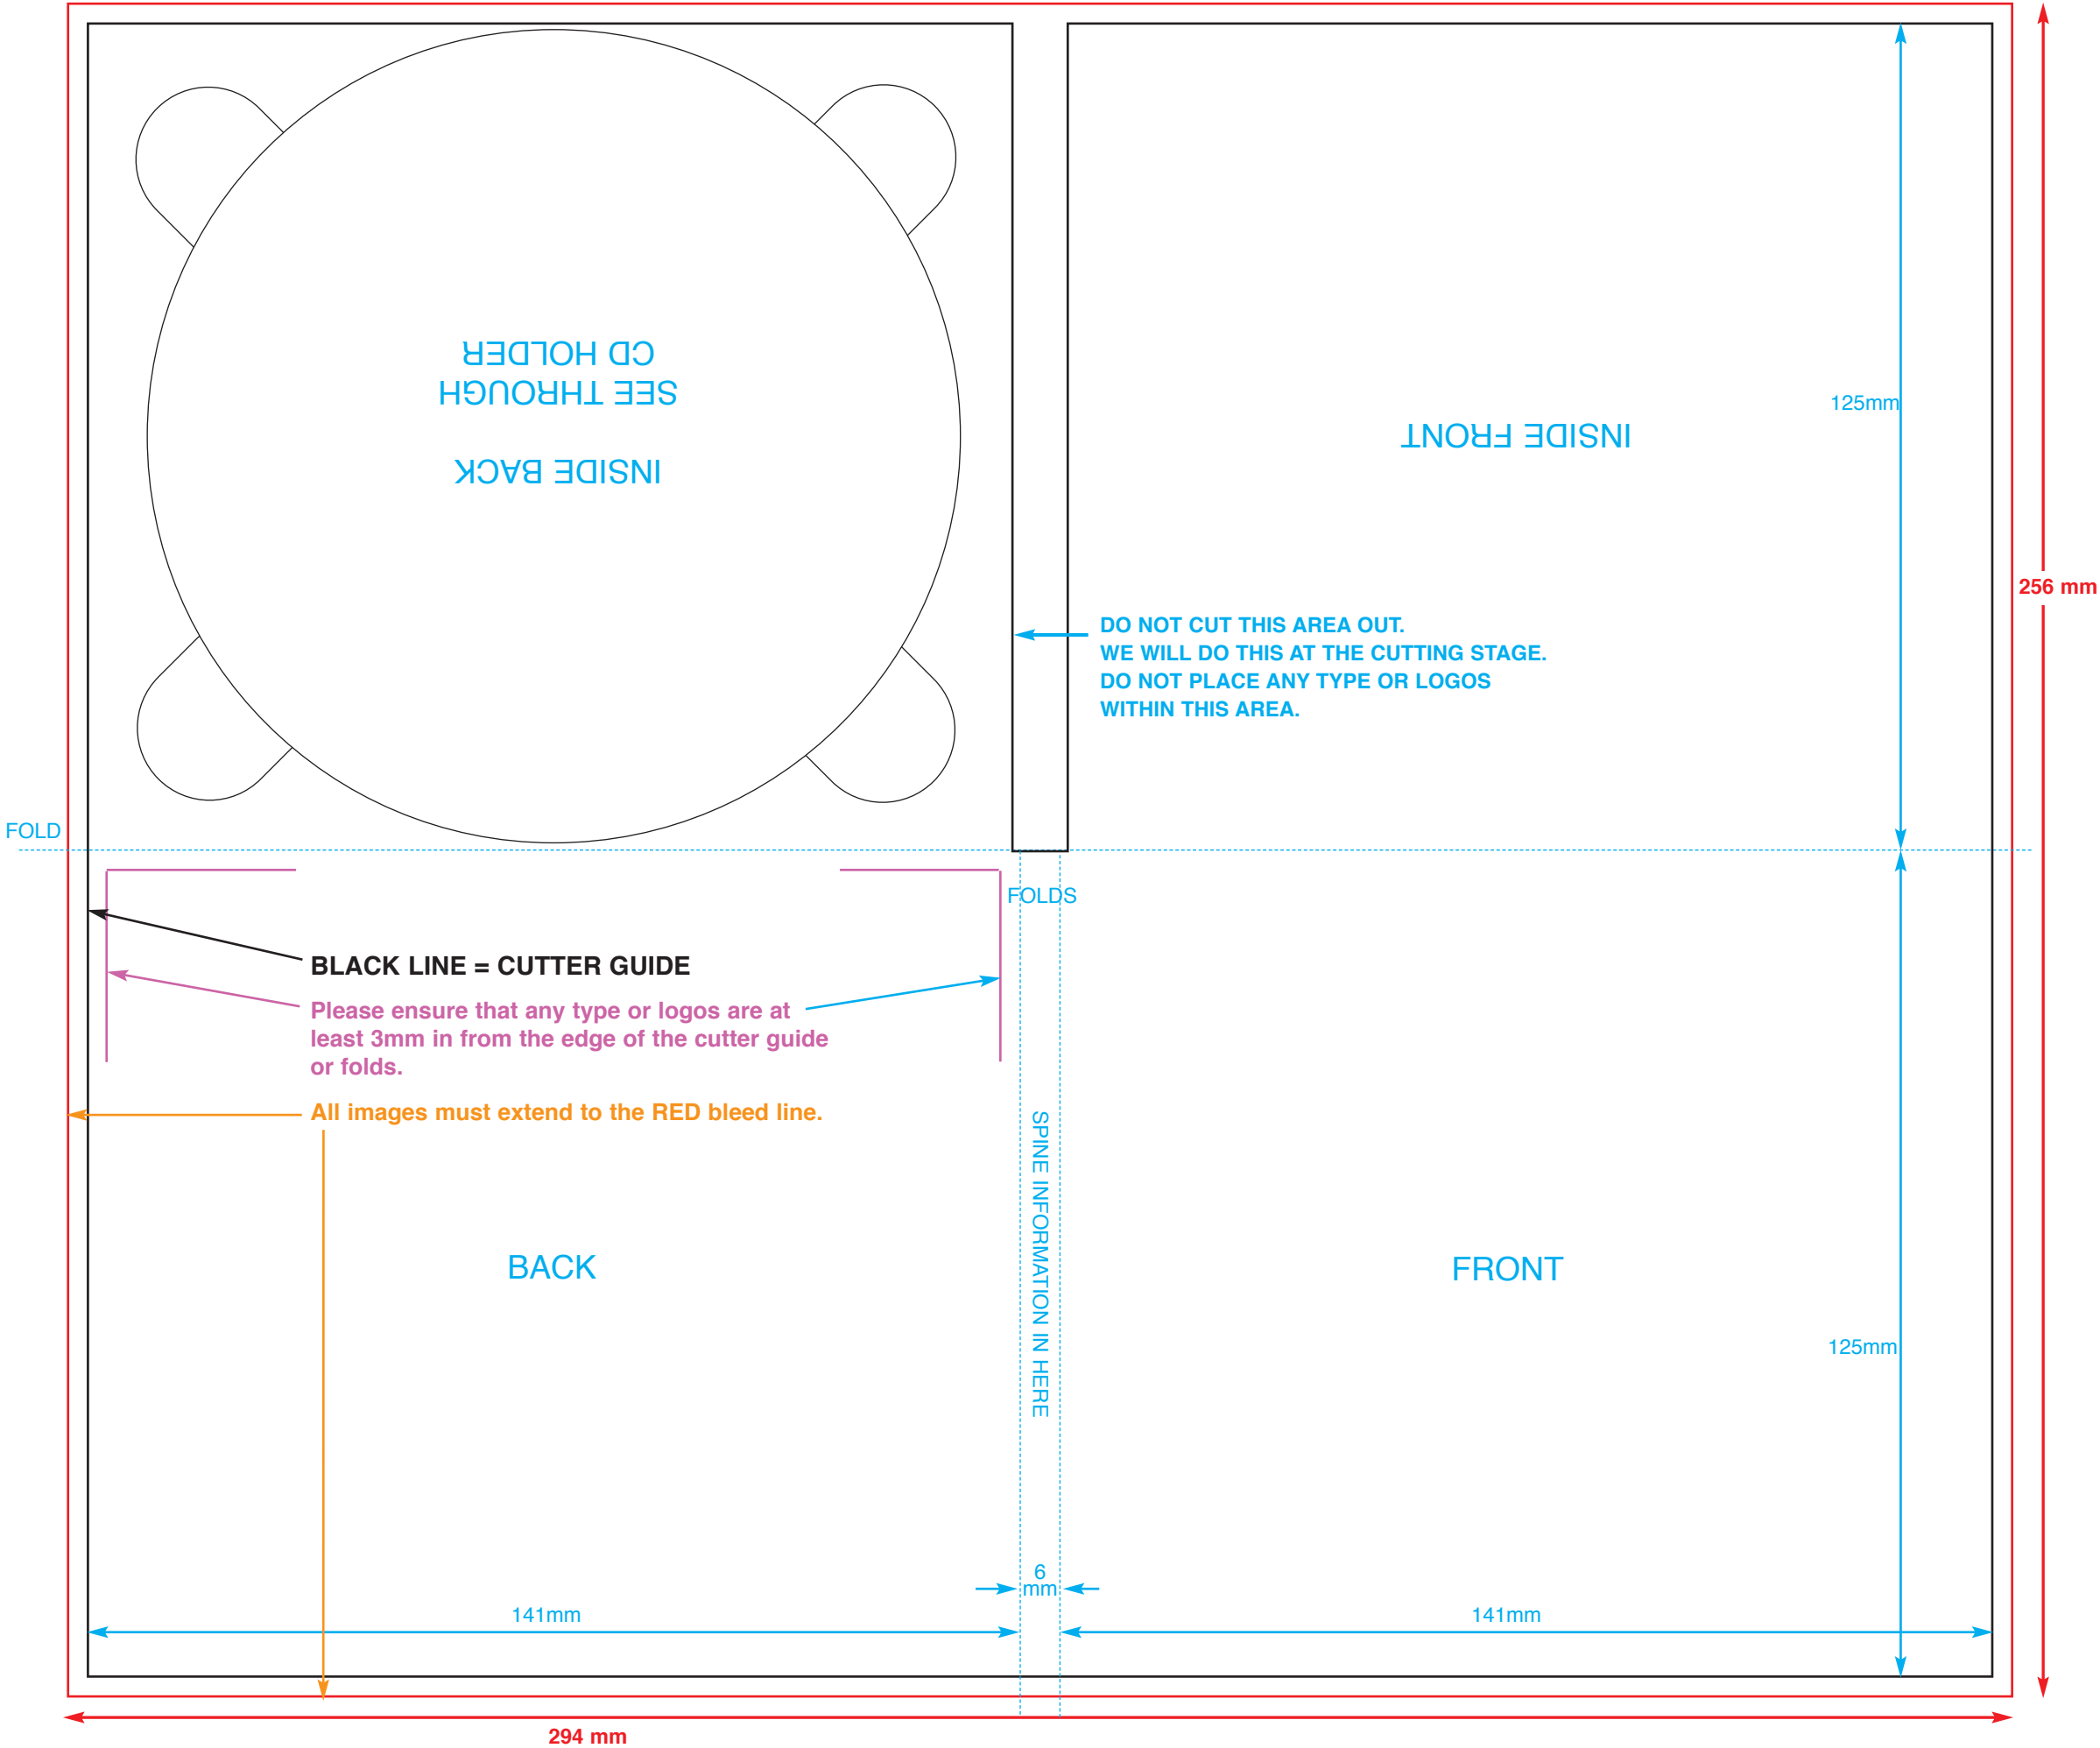 CD HOLDER
SEE THROUGH
INSIDE BACK
125mm
INSIDE FRONT
256 mm
DO NOT CUT THIS AREA OUT.
WE WILL DO THIS AT THE CUTTING STAGE.
DO NOT PLACE ANY TYPE OR LOGOS
WITHIN THIS AREA.
FOLD
FOLDS
BLACK LINE = CUTTER GUIDE
Please ensure that any type or logos are at
least 3mm in from the edge of the cutter guide
or folds.
All images must extend to the RED bleed line.
SPINE INFORMATION IN HERE
BACK
FRONT
125mm
6
mm
141mm
141mm
294 mm